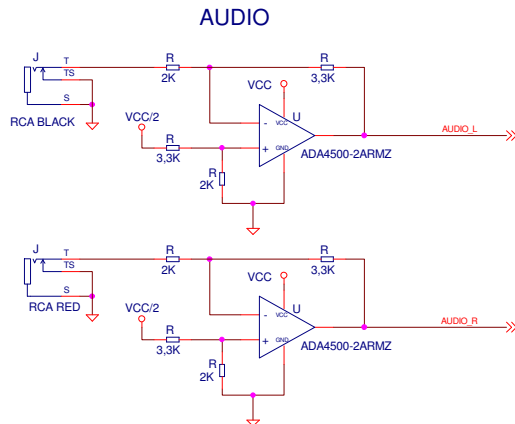 AUDIO
J
T
TS
S
RCA BLACK
R
2K
R
3,3K
VCC
VCC/2
R
3,3K
R
2K
VCC
GND
-
+
U
ADA4500-2ARMZ
AUDIO_L
J
T
TS
S
RCA RED
R
2K
R
3,3K
VCC
VCC/2
R
3,3K
R
2K
VCC
GND
-
+
U
ADA4500-2ARMZ
AUDIO_R